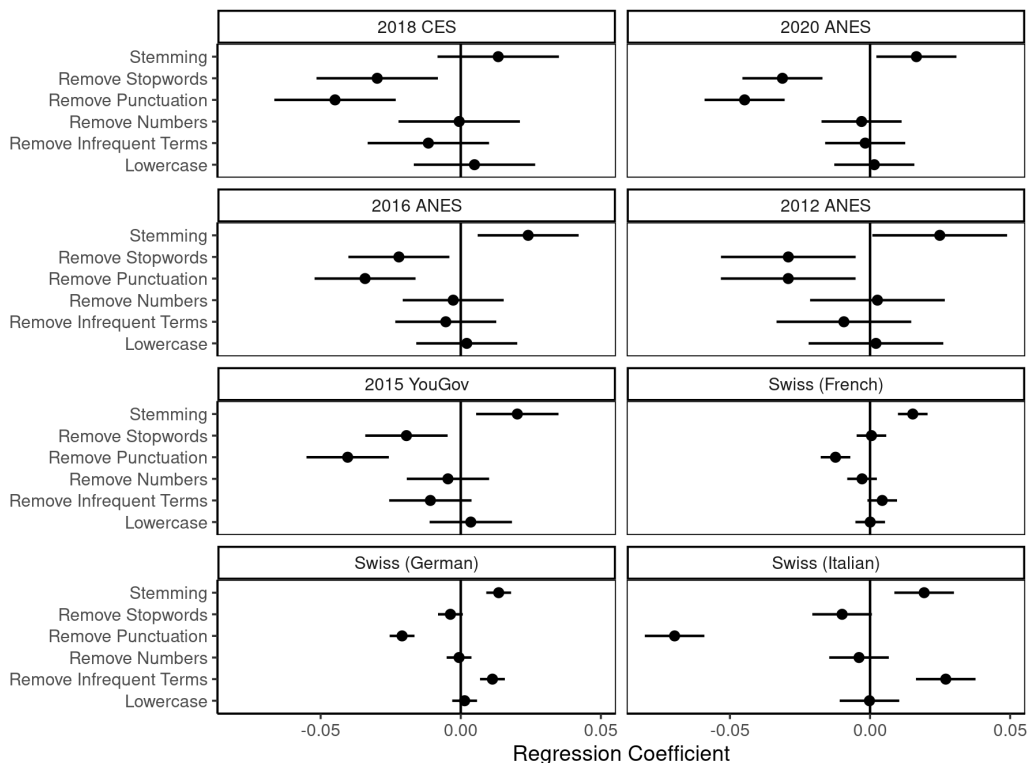 2018 CES
2020 ANES
Stemming
Remove Stopwords
Remove Punctuation
Remove Numbers
Remove Infrequent Terms
Lowercase
2016 ANES
2012 ANES
Stemming
Remove Stopwords
Remove Punctuation
Remove Numbers
Remove Infrequent Terms
Lowercase
2015 YouGov
Swiss (French)
Stemming
Remove Stopwords
Remove Punctuation
Remove Numbers
Remove Infrequent Terms
Lowercase
Swiss (German)
Swiss (Italian)
Stemming
Remove Stopwords
Remove Punctuation
Remove Numbers
Remove Infrequent Terms
Lowercase
-0.05 0.00 0.05 -0.05 0.00 0.05
Regression Coefficient